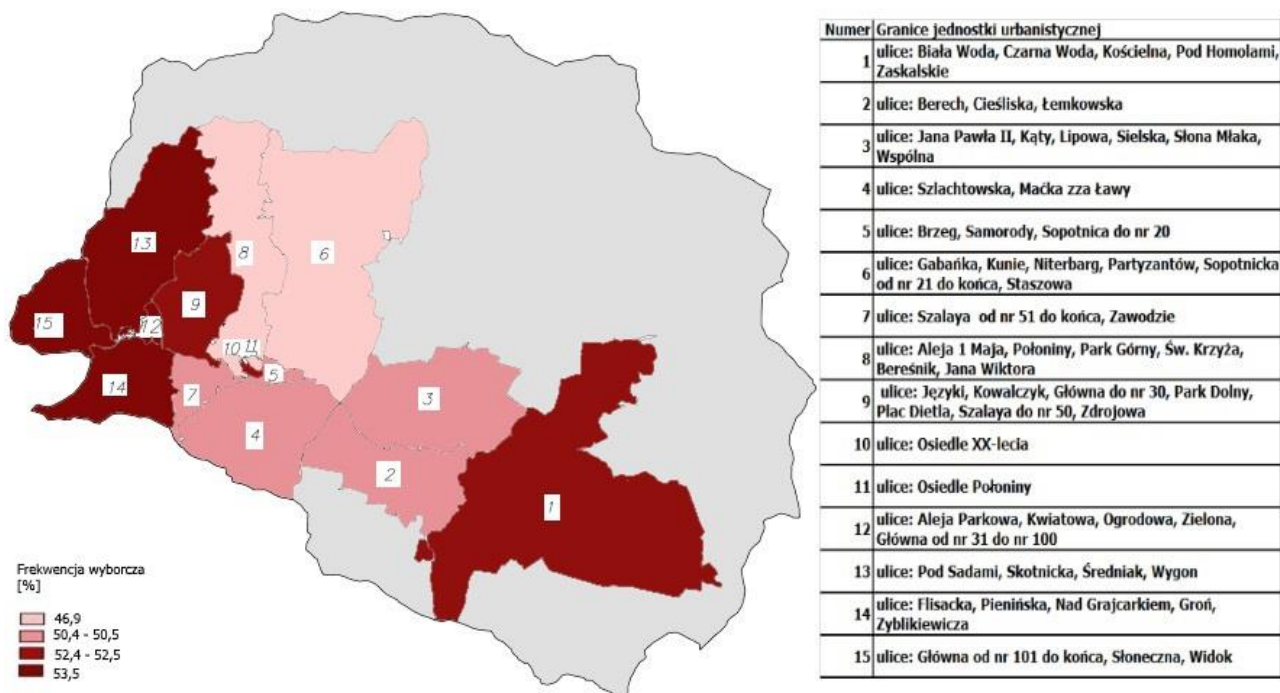 13
8
6
9
15
12
10
11
5
14
7
3
4
2
1
Frekwencja wyborcza
[%]
46,9
50,4 - 50,5
52,4 - 52,5
53,5
Numer Granice jednostki urbanistycznej
1 ulice: Biała Woda, Czarna Woda, Kościelna, Pod Homolami,
Zaskalskie
2 ulice: Berech, Cieśliska, Łemkowska
3 ulice: Jana Pawła II, Kąty, Lipowa, Sielska, Słona Młaka,
Wspólna
4 ulice: Szlachtowska, Maćka zza Ławy
5 ulice: Brzeg, Samorody, Sopotnica do nr 20
6 ulice: Gabańka, Kunie, Niterbarg, Partyzantów, Sopotnicka
od nr 21 do końca, Staszowa
7 ulice: Szalaya od nr 51 do końca, Zawodzie
8 ulice: Aleja 1 Maja, Połoniny, Park Górny, Św. Krzyża,
Bereśnik, Jana Wiktora
9 ulice: Języki, Kowalczyk, Główna do nr 30, Park Dolny,
Plac Dietla, Szalaya do nr 50, Zdrojowa
10 ulice: Osiedle XX-lecia
11 ulice: Osiedle Połoniny
12 ulice: Aleja Parkowa, Kwiatowa, Ogrodowa, Zielona,
Główna od nr 31 do nr 100
13 ulice: Pod Sadami, Skotnicka, Średniak, Wygon
14 ulice: Flisacka, Pienińska, Nad Grajcarkiem, Groń,
Zyblikiewicza
15 ulice: Główna od nr 101 do końca, Słoneczna, Widok